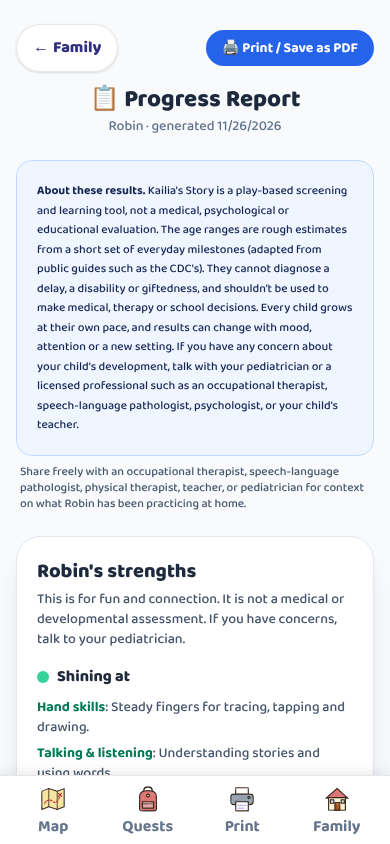 ← Family
Print / Save as PDF
Progress Report
Robin · generated 11/26/2026
About these results. Kailia's Story is a play-based screening
and learning tool, not a medical, psychological or
educational evaluation. The age ranges are rough estimates
from a short set of everyday milestones (adapted from
public guides such as the CDC's). They cannot diagnose a
delay, a disability or giftedness, and shouldn't be used to
make medical, therapy or school decisions. Every child grows
at their own pace, and results can change with mood,
attention or a new setting. If you have any concern about
your child's development, talk with your pediatrician or a
licensed professional such as an occupational therapist,
speech-language pathologist, psychologist, or your child's
teacher.
Share freely with an occupational therapist, speech-language
pathologist, physical therapist, teacher, or pediatrician for context
on what Robin has been practicing at home.
Robin's strengths
This is for fun and connection. It is not a medical or
developmental assessment. If you have concerns,
talk to your pediatrician.
Shining at
Hand skills: Steady fingers for tracing, tapping and
drawing.
Talking & listening: Understanding stories and
using words.
Map
Quests
Print
Family